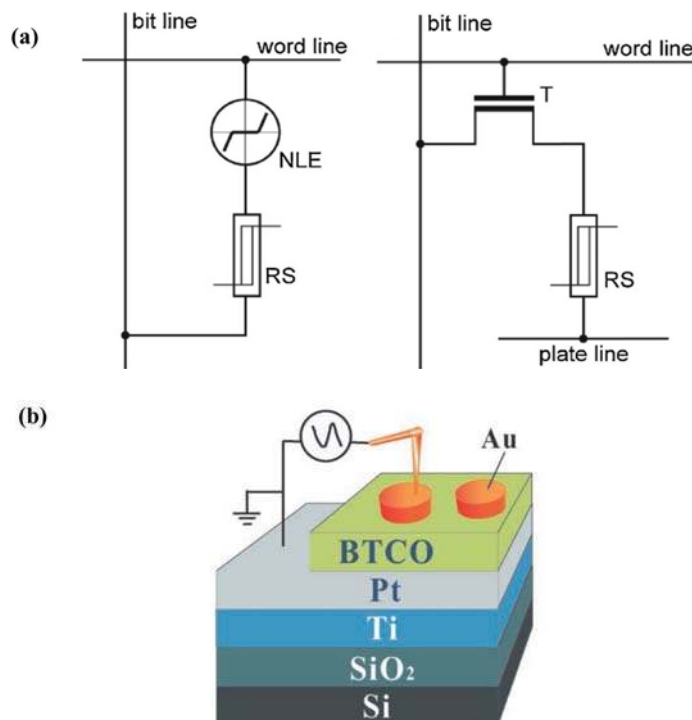 (a)
bit line
word line
NLE
RS
bit line
word line
T
RS
plate line
(b)
Au
BTCO
Pt
Ti
SiO₂
Si